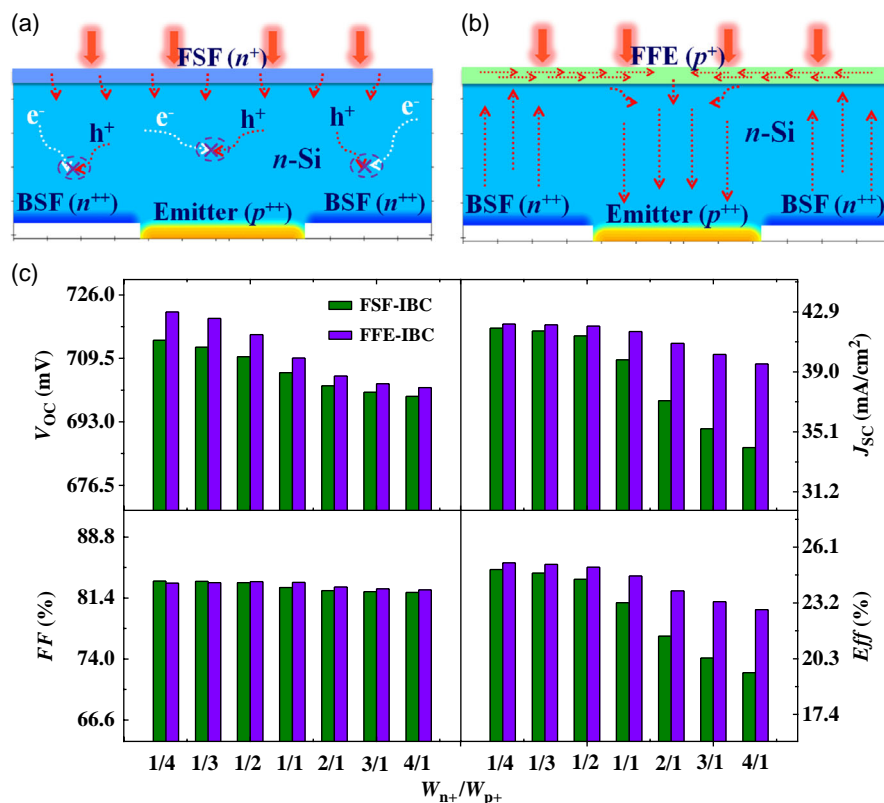 (a)
FSF (n⁺)
e⁻
h⁺
e⁻
h⁺
h⁺
e⁻
n-Si
BSF (n⁺⁺)
Emitter (p⁺⁺)
BSF (n⁺⁺)
(b)
FFE (p⁺)
n-Si
BSF (n⁺⁺)
Emitter (p⁺⁺)
BSF (n⁺⁺)
(c)
V_OC (mV)
726.0
709.5
693.0
676.5
FSF-IBC
FFE-IBC
42.9
39.0
35.1
31.2
J_SC (mA/cm²)
FF (%)
88.8
81.4
74.0
66.6
26.1
23.2
20.3
17.4
Eff (%)
1/4 1/3 1/2 1/1 2/1 3/1 4/1
1/4 1/3 1/2 1/1 2/1 3/1 4/1
W_n+/W_p+